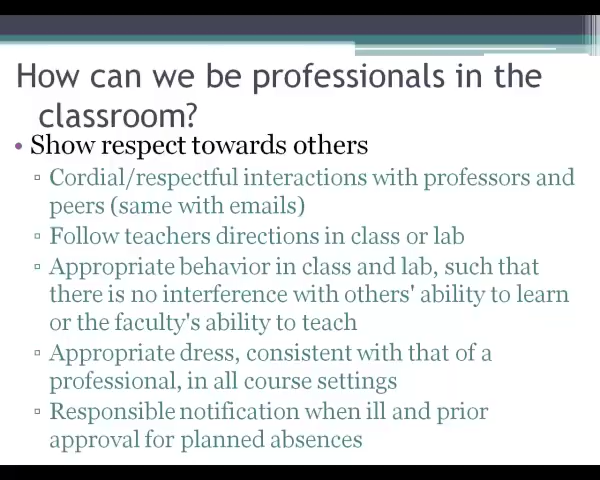 How can we be professionals in the
classroom?
• Show respect towards others
▫ Cordial/respectful interactions with professors and
peers (same with emails)
▫ Follow teachers directions in class or lab
▫ Appropriate behavior in class and lab, such that
there is no interference with others' ability to learn
or the faculty's ability to teach
▫ Appropriate dress, consistent with that of a
professional, in all course settings
▫ Responsible notification when ill and prior
approval for planned absences